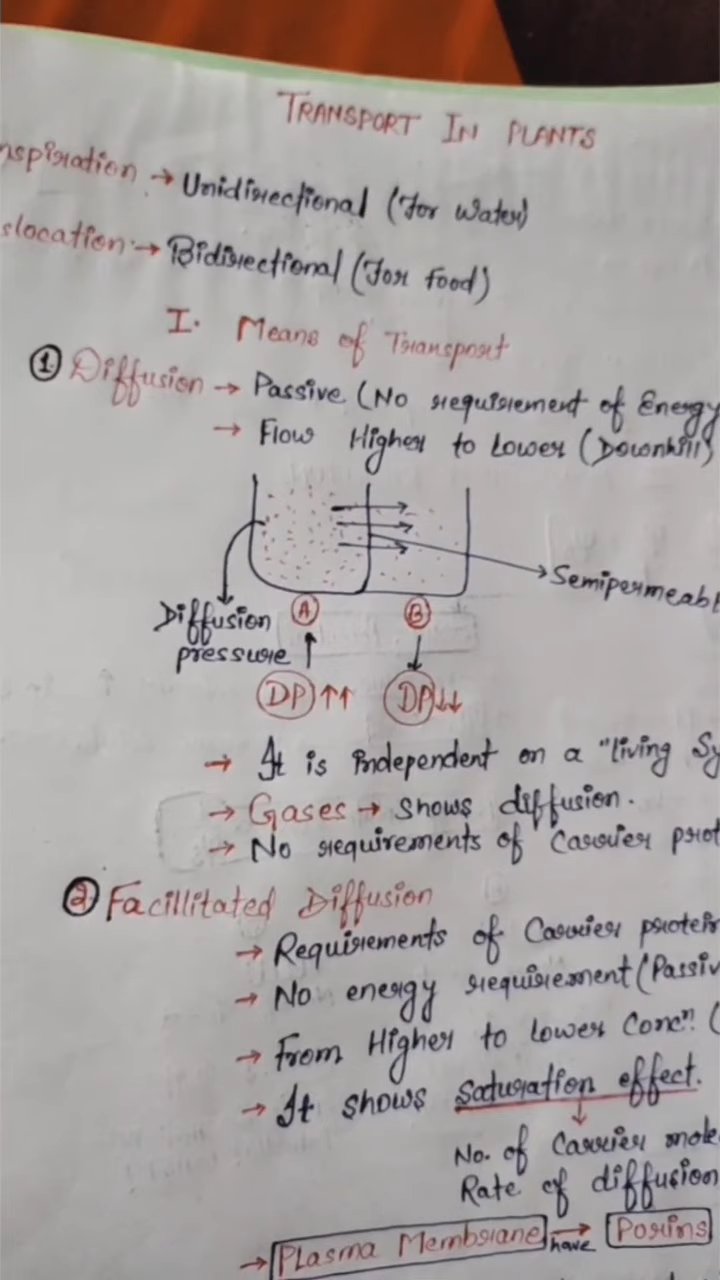 TRANSPORT IN PLANTS
nspiration → Unidirectional (For water)
slocation → Bidirectional (For food)
I. Means of Transport
① Diffusion → Passive (No requirement of Energy
→ Flow Higher to Lower (Downhill)
Semipermeabl
Diffusion pressure
A
B
DP ↑↑
DP ↓↓
→ It is independent on a "living Sy
→ Gases → shows diffusion.
→ No requirements of Carrier prot
② Facillitated Diffusion
→ Requirements of Carrier protein
→ No energy requirement (Passiv
→ From Higher to lower Concⁿ (
→ It shows Saturation effect.
No. of Carrier mole
Rate of diffusion
→ Plasma Membrane → have Porins